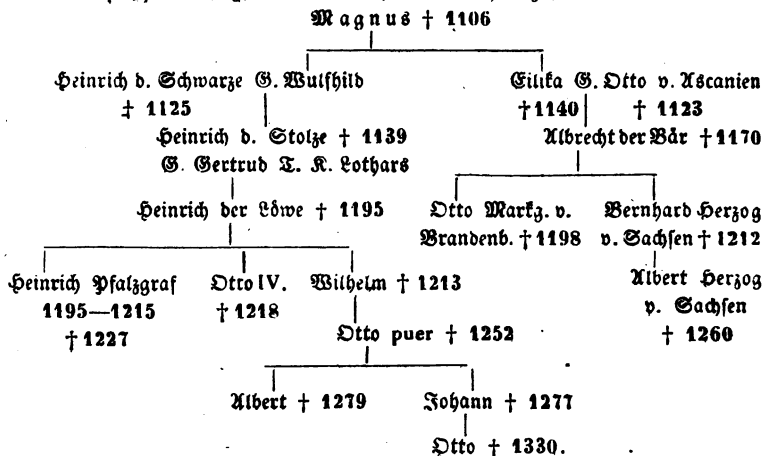 Magnus † 1106
Heinrich d. Schwarze G. Wulfhild Eilika G. Otto v. Ascanien
† 1125 †1140 † 1123
Heinrich d. Stolze † 1139 Albrecht der Bär †1170
G. Gertrud T. K. Lothars
Heinrich der Löwe † 1195 Otto Markg. v. Bernhard Herzog
Brandenb. †1198 v. Sachsen † 1212
Heinrich Pfalzgraf Otto IV. Wilhelm † 1213 Albert Herzog
1195—1215 † 1218 v. Sachsen
† 1227 Otto puer † 1252 † 1260
Albert † 1279 Johann † 1277
Otto † 1330.